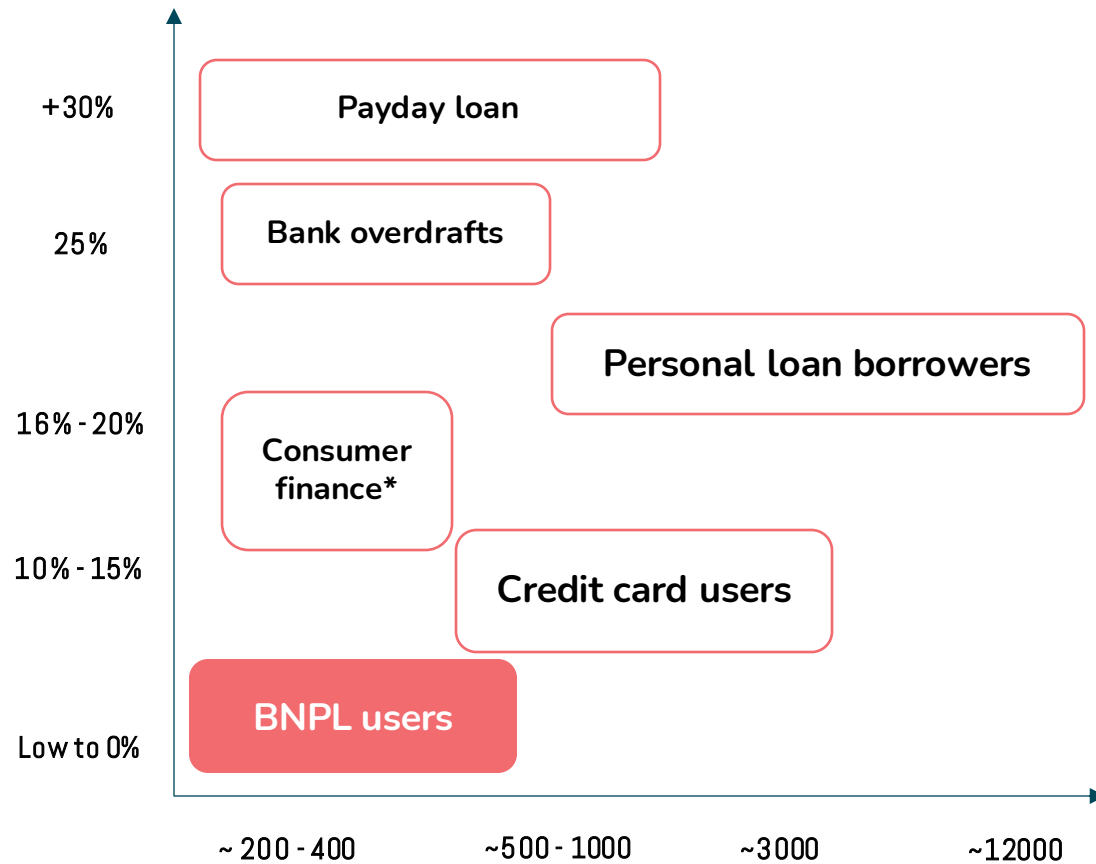 +30%
Payday loan
25%
Bank overdrafts
Personal loan borrowers
16% - 20%
Consumer
finance*
10% - 15%
Credit card users
BNPL users
Low to 0%
~ 200 - 400
~500 - 1000
~3000
~12000